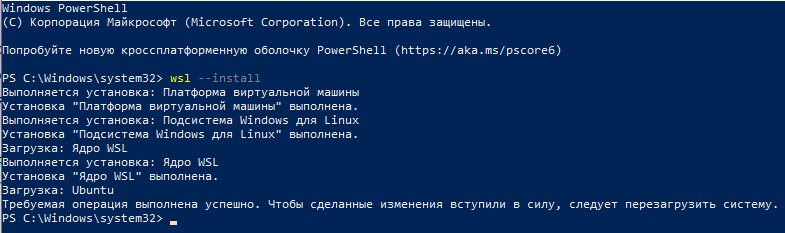 Windows PowerShell
(C) Корпорация Майкрософт (Microsoft Corporation). Все права защищены.
Попробуйте новую кроссплатформенную оболочку PowerShell (https://aka.ms/pscore6)
PS C:\Windows\system32> wsl --install
Выполняется установка: Платформа виртуальной машины
Установка "Платформа виртуальной машины" выполнена.
Выполняется установка: Подсистема Windows для Linux
Установка "Подсистема Windows для Linux" выполнена.
Загрузка: Ядро WSL
Выполняется установка: Ядро WSL
Установка "Ядро WSL" выполнена.
Загрузка: Ubuntu
Требуемая операция выполнена успешно. Чтобы сделанные изменения вступили в силу, следует перезагрузить систему.
PS C:\Windows\system32>